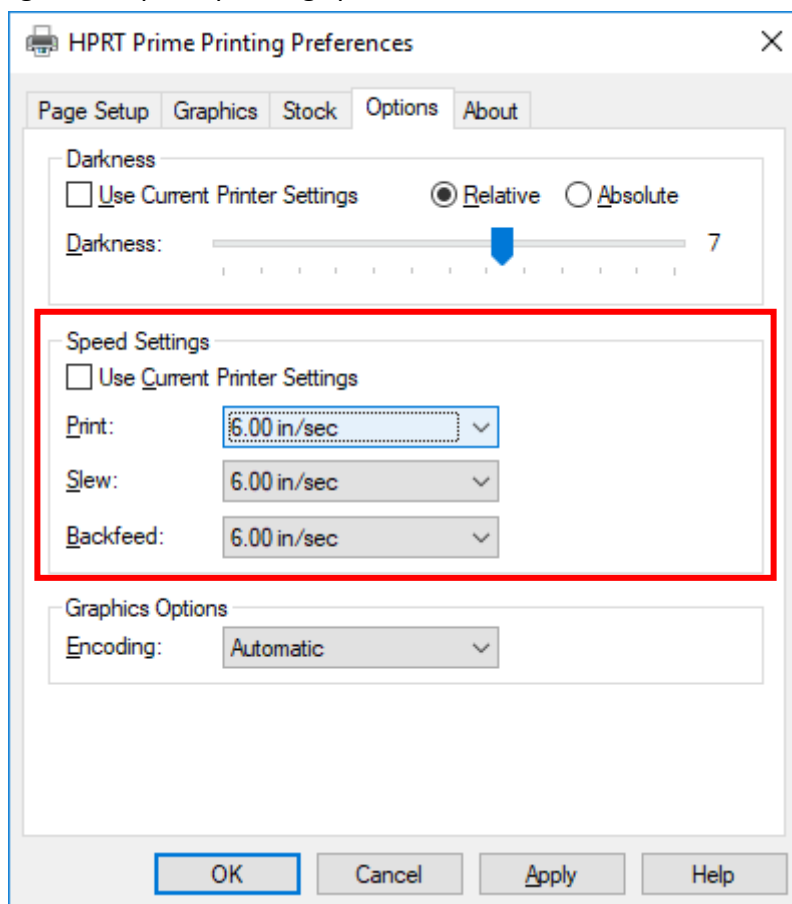 HPRT Prime Printing Preferences
Page Setup Graphics Stock Options About
Darkness
Use Current Printer Settings Relative Absolute
Darkness: 7
Speed Settings
Use Current Printer Settings
Print: 6.00 in/sec
Slew: 6.00 in/sec
Backfeed: 6.00 in/sec
Graphics Options
Encoding: Automatic
OK Cancel Apply Help